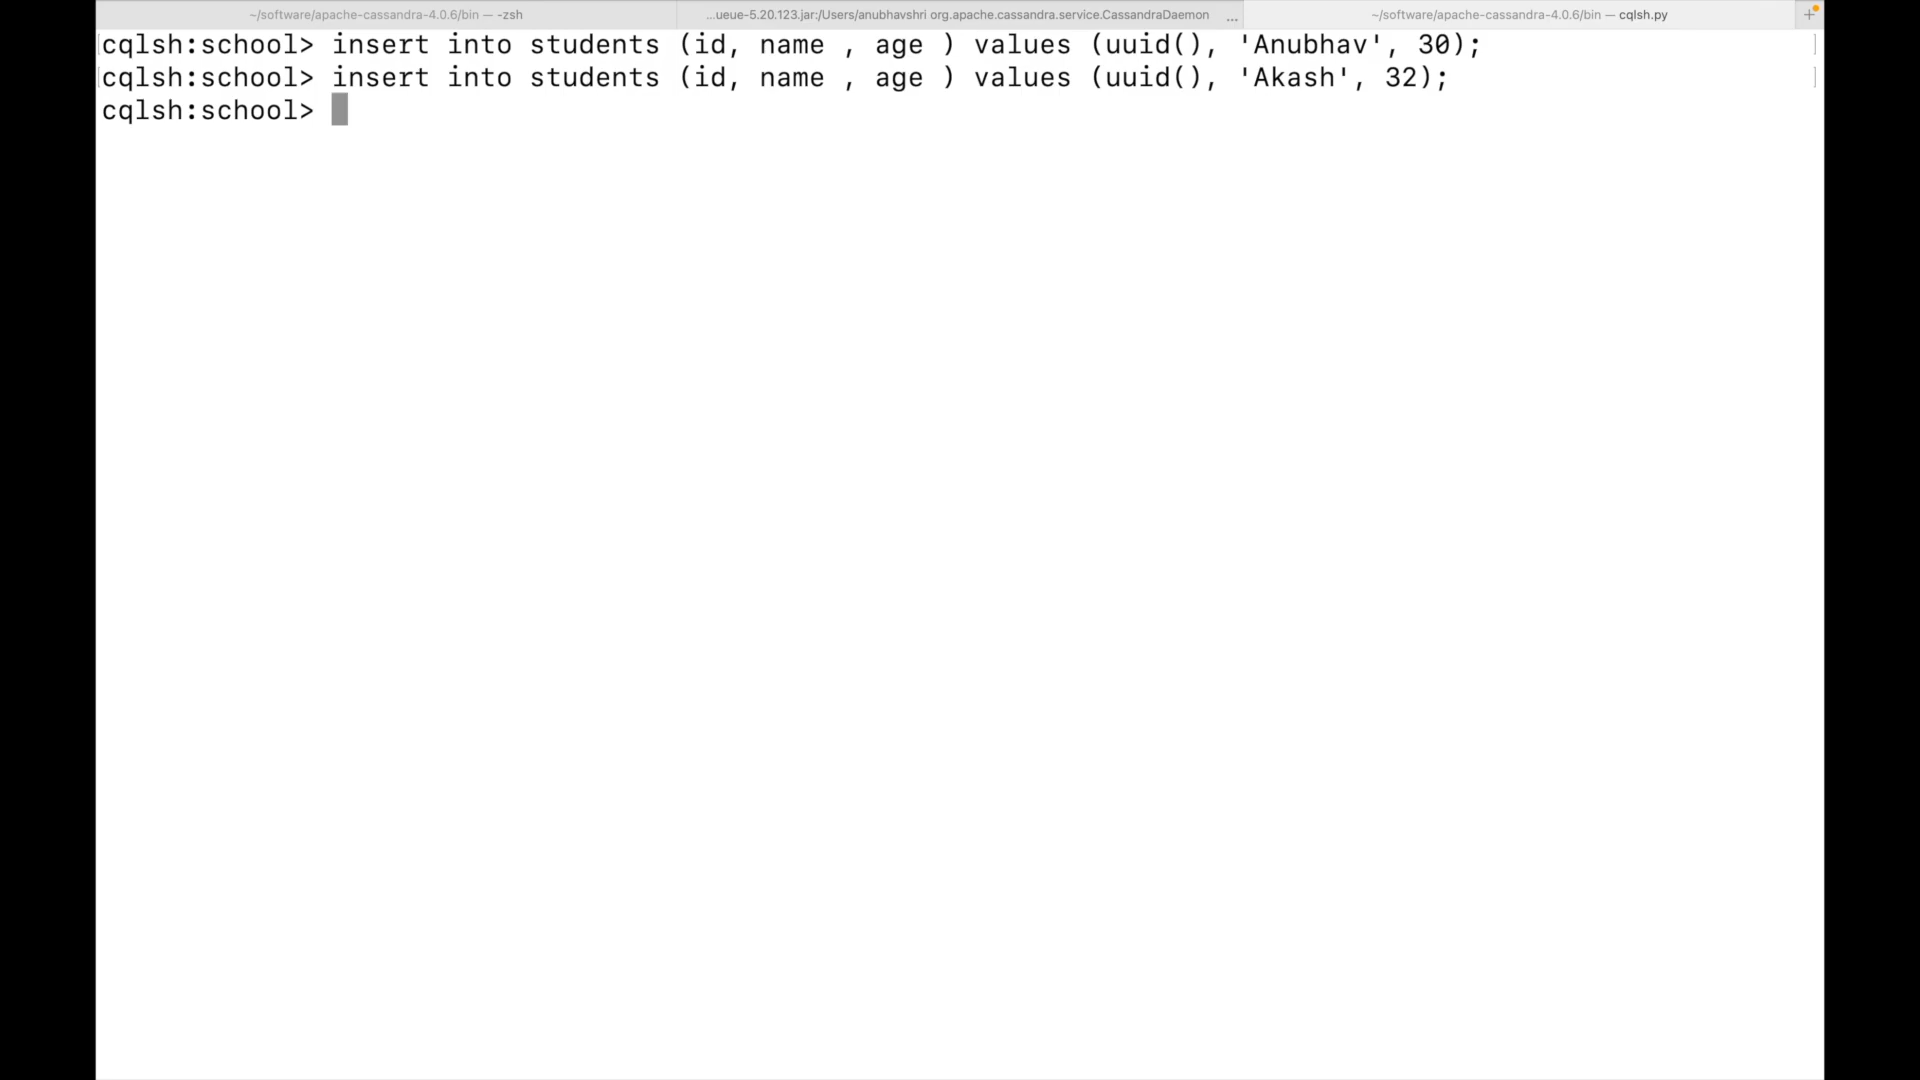 ~/software/apache-cassandra-4.0.6/bin — -zsh
...ueue-5.20.123.jar:/Users/anubhavshri org.apache.cassandra.service.CassandraDaemon ...
~/software/apache-cassandra-4.0.6/bin — cqlsh.py +
[cqlsh:school> insert into students (id, name , age ) values (uuid(), 'Anubhav', 30); ]
[cqlsh:school> insert into students (id, name , age ) values (uuid(), 'Akash', 32); ]
cqlsh:school>